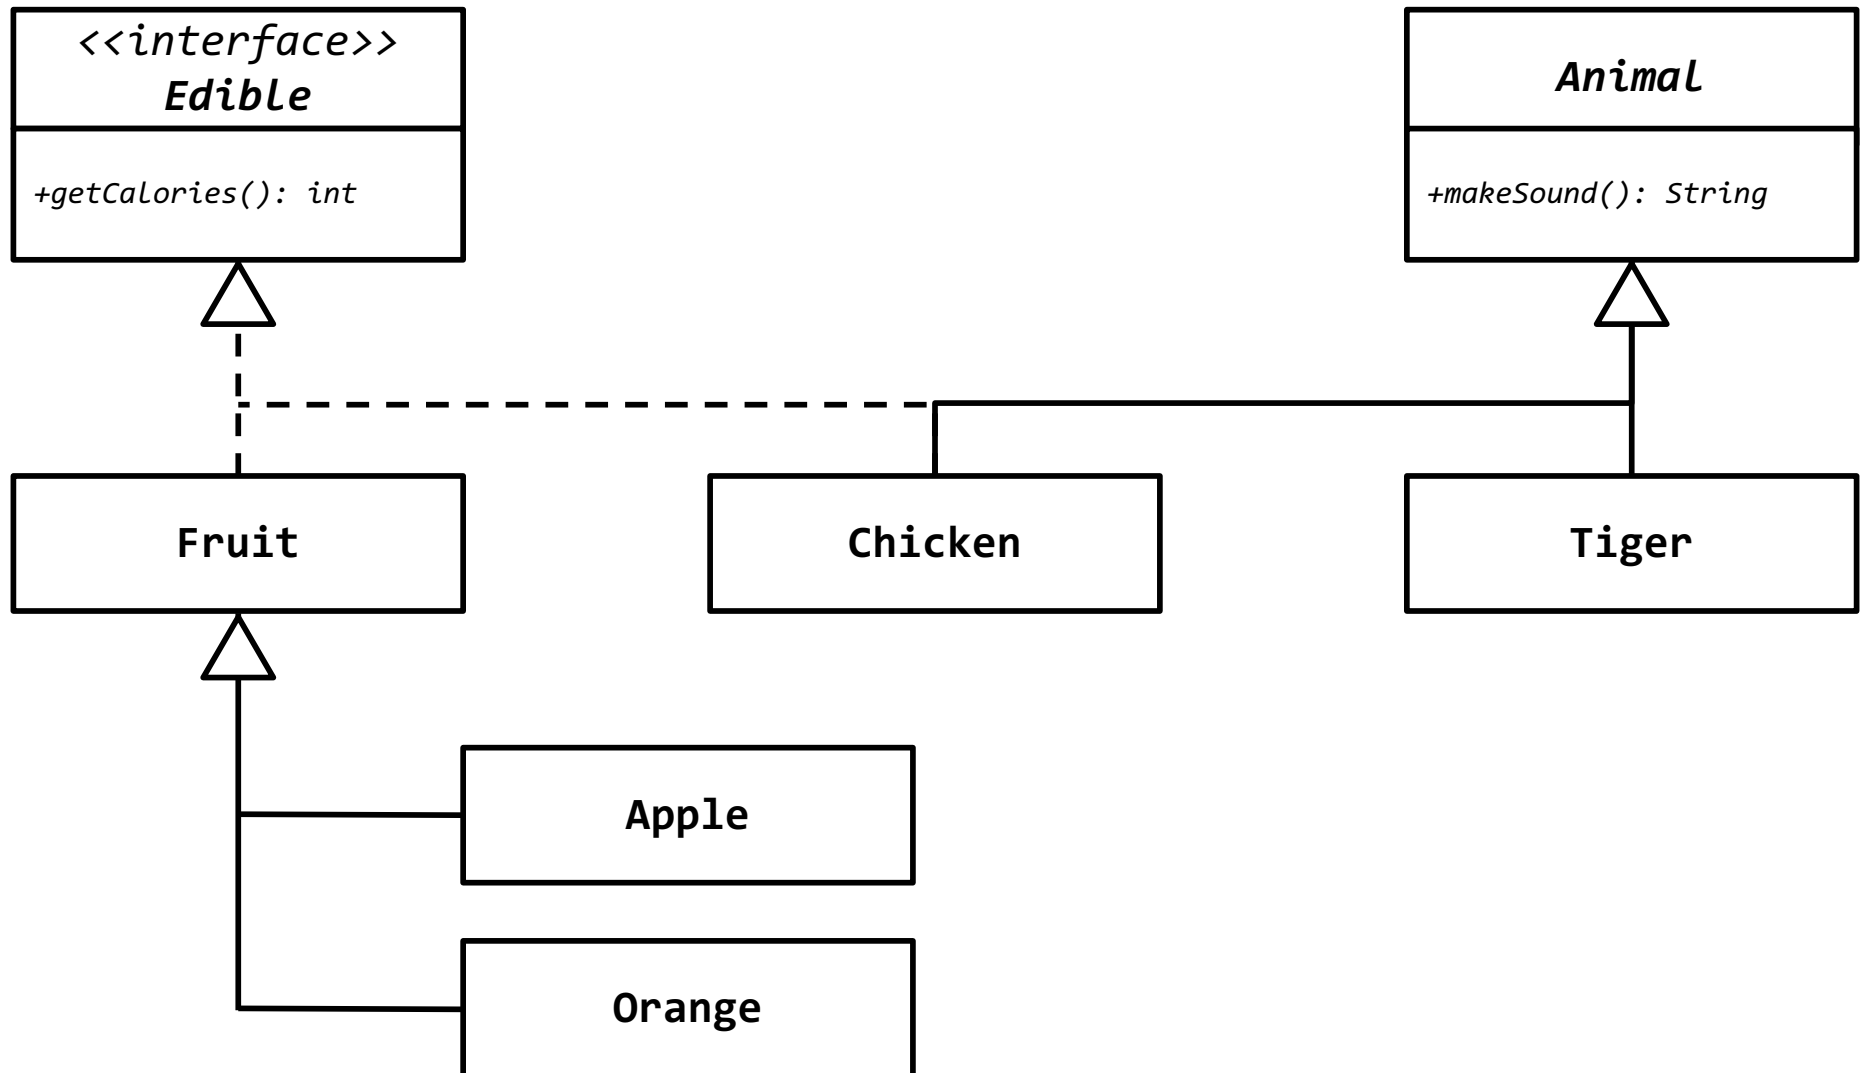 <<interface>>
Edible
+getCalories(): int
Animal
+makeSound(): String
Fruit
Chicken
Tiger
Apple
Orange